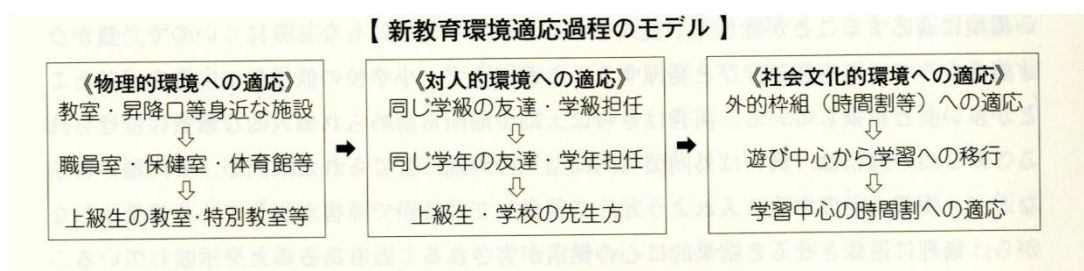 【 新教育環境適応過程のモデル 】
《物理的環境への適応》
教室・昇降口等身近な施設
⇩
職員室・保健室・体育館等
⇩
上級生の教室・特別教室等
➡
《対人的環境への適応》
同じ学級の友達・学級担任
⇩
同じ学年の友達・学年担任
⇩
上級生・学校の先生方
➡
《社会文化的環境への適応》
外的枠組（時間割等）への適応
⇩
遊び中心から学習への移行
⇩
学習中心の時間割への適応